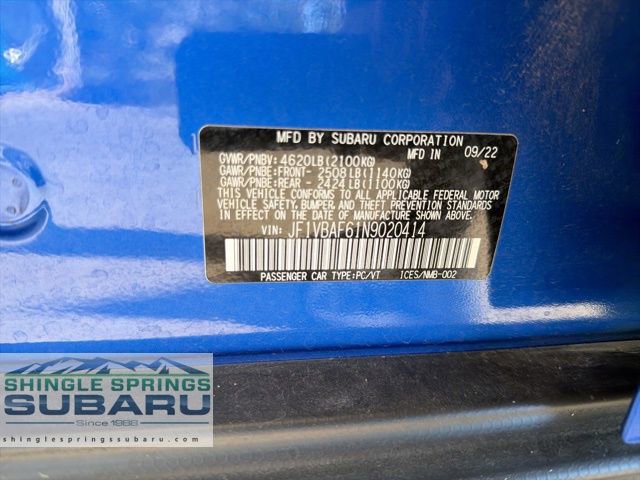 MFD BY SUBARU CORPORATION
GVWR/PNBV: 4620LB(2100KG) MFD IN 09/22
GAWR/PNBE:FRONT- 2508LB(1140KG)
GAWR/PNBE:REAR - 2424LB(1100KG)
THIS VEHICLE CONFORMS TO ALL APPLICABLE FEDERAL MOTOR
VEHICLE SAFETY, BUMPER, AND THEFT PREVENTION STANDARDS
IN EFFECT ON THE DATE OF MANUFACTURE SHOWN ABOVE.
VIN: JF1VBAF61N9020414
PASSENGER CAR TYPE:PC/VT ICES/NMB-002
SHINGLE SPRINGS
SUBARU
Since 1988
shinglespringssubaru.com